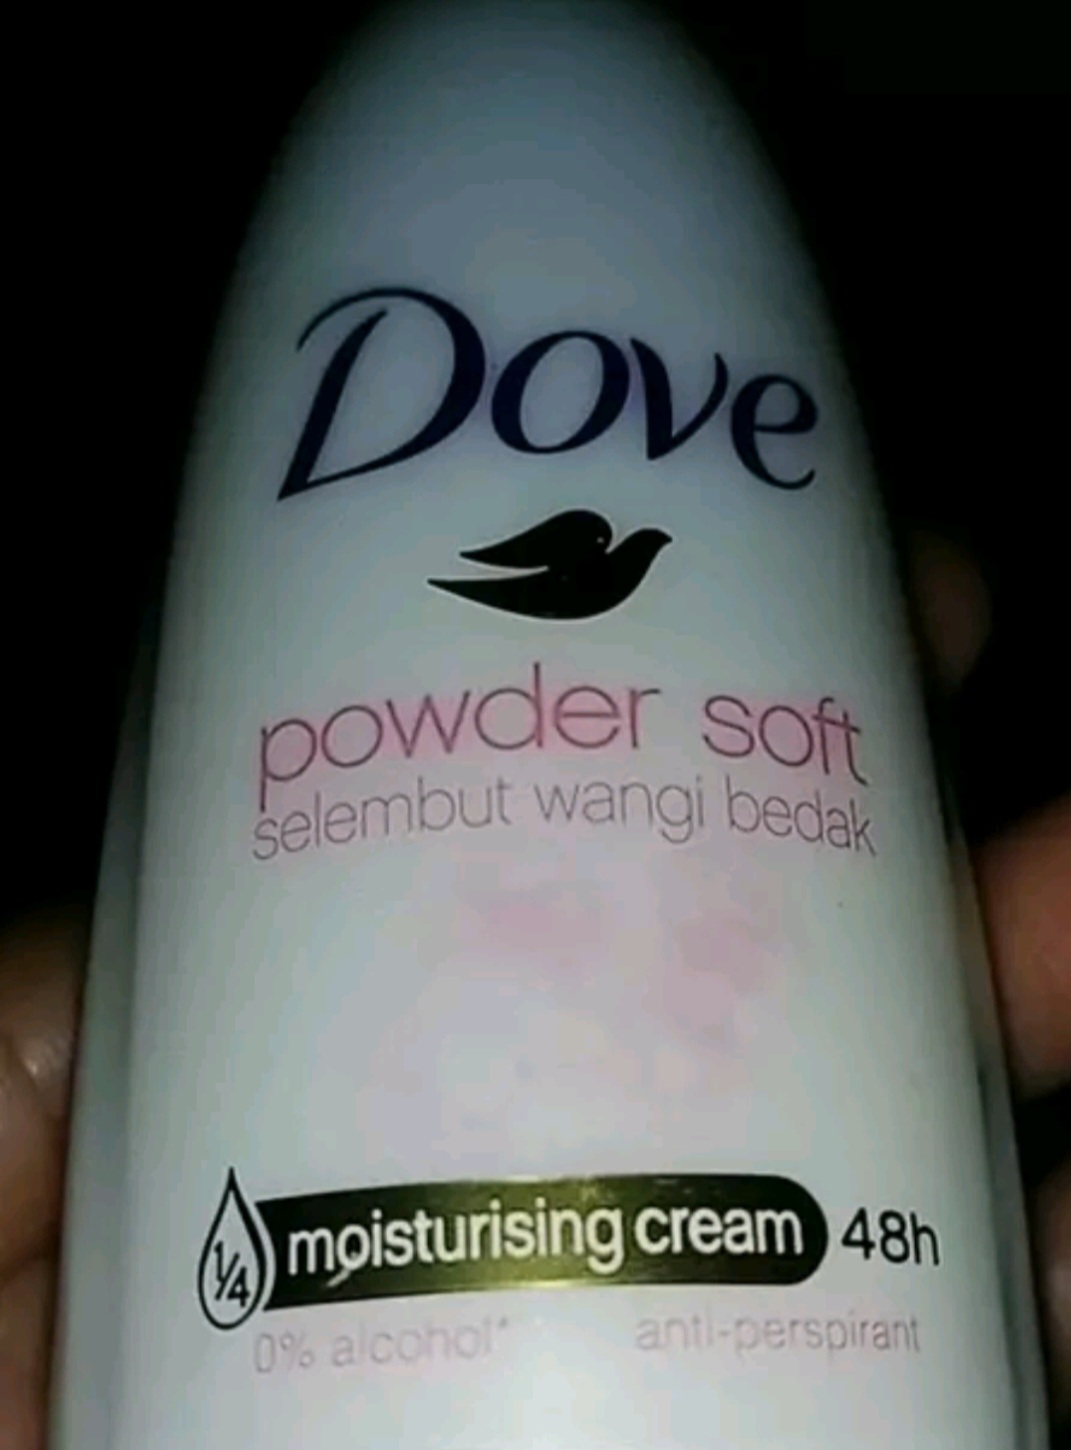 Dove
powder soft
selembut wangi bedak
1/4 moisturising cream 48h
0% alcohol* anti-perspirant